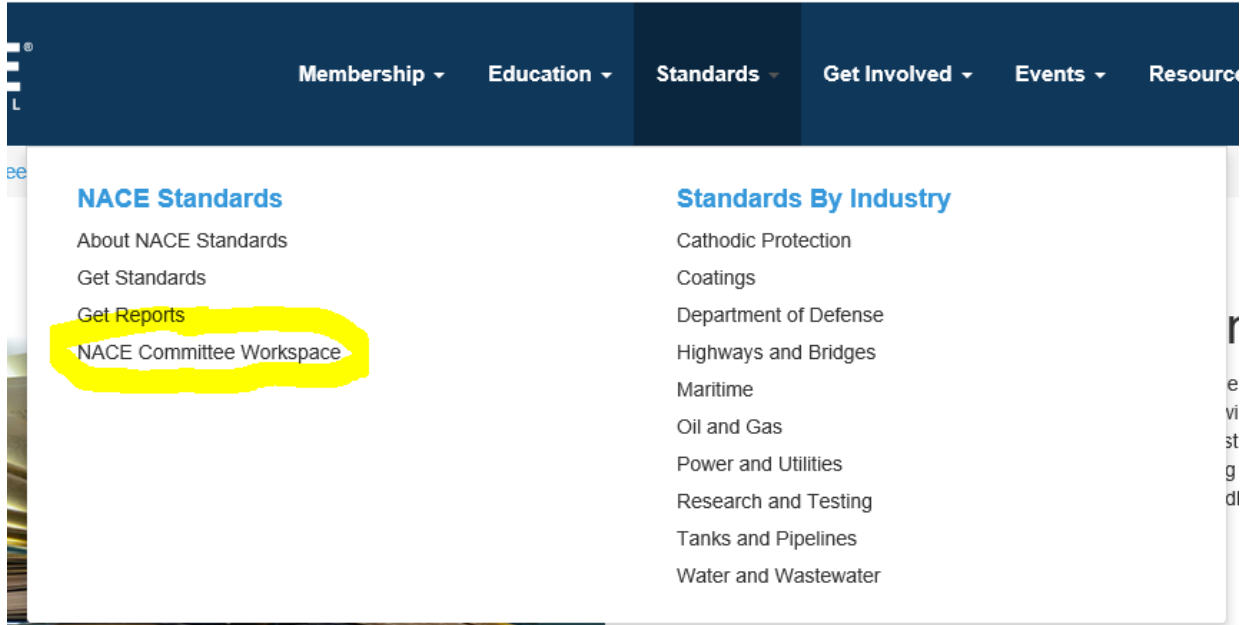 Membership Education Standards Get Involved Events Resource
NACE Standards
About NACE Standards
Get Standards
Get Reports
NACE Committee Workspace
Standards By Industry
Cathodic Protection
Coatings
Department of Defense
Highways and Bridges
Maritime
Oil and Gas
Power and Utilities
Research and Testing
Tanks and Pipelines
Water and Wastewater